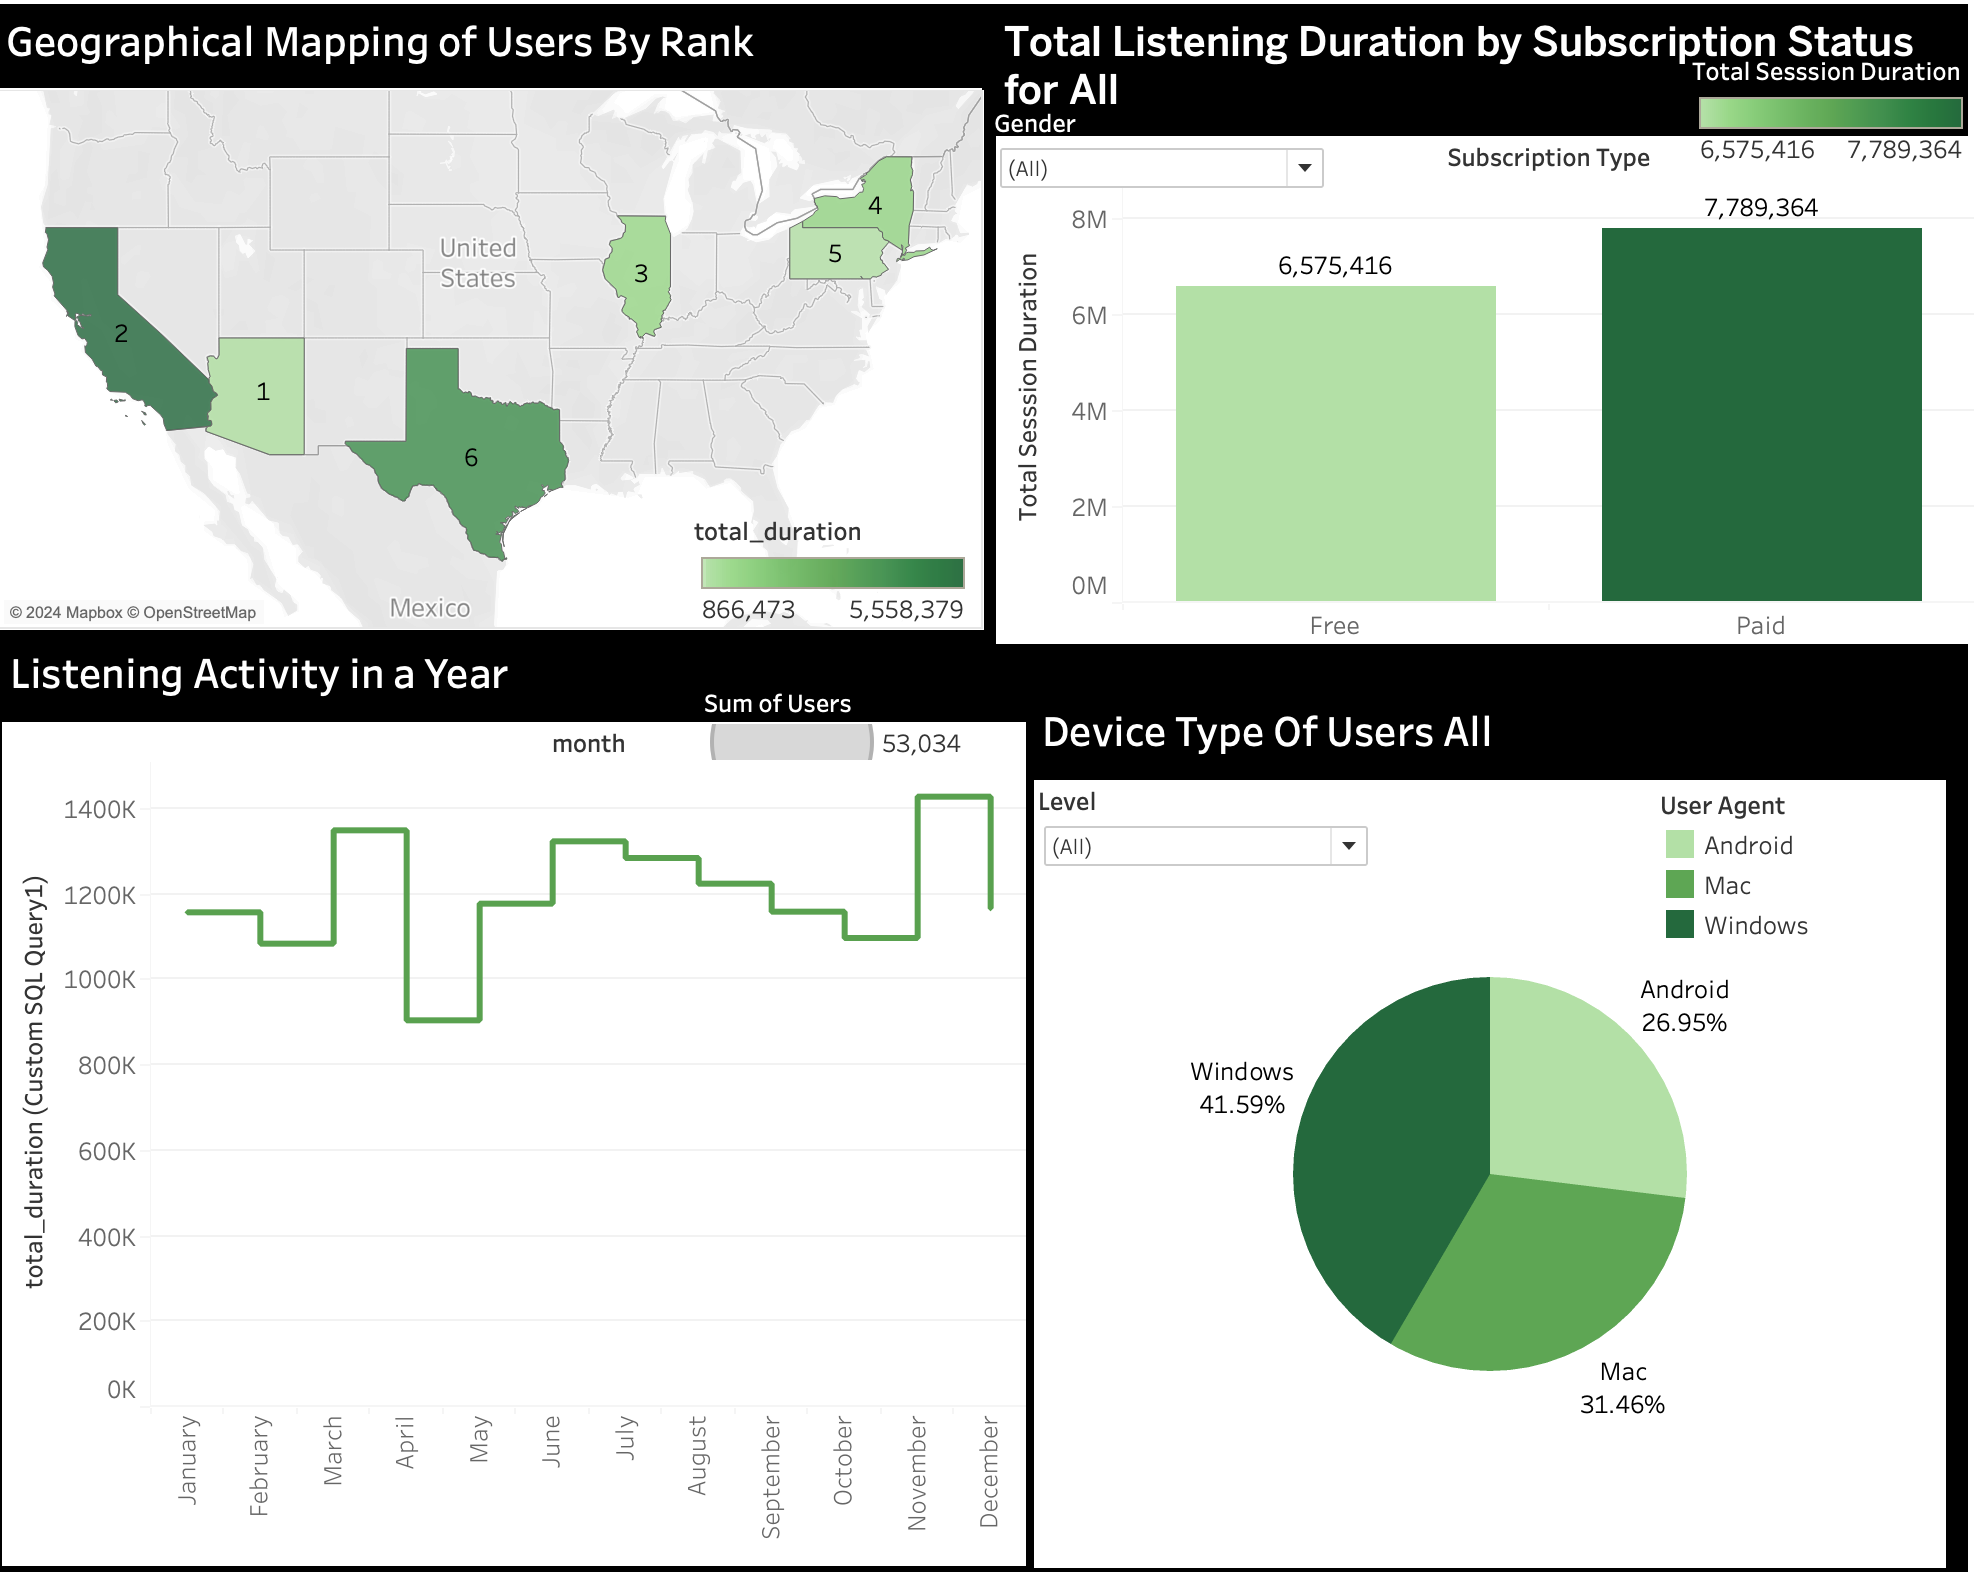 Geographical Mapping of Users By Rank
United
States
Mexico
1
2
3
4
5
6
total_duration
866,473 5,558,379
© 2024 Mapbox © OpenStreetMap
Total Listening Duration by Subscription Status
for All
Total Sesssion Duration
6,575,416 7,789,364
Gender
(All)
Subscription Type
Total Sesssion Duration
8M
6M
4M
2M
0M
6,575,416
7,789,364
Free
Paid
Listening Activity in a Year
Sum of Users
53,034
month
total_duration (Custom SQL Query1)
1400K
1200K
1000K
800K
600K
400K
200K
0K
January
February
March
April
May
June
July
August
September
October
November
December
Device Type Of Users All
Level
(All)
User Agent
Android
Mac
Windows
Android
26.95%
Windows
41.59%
Mac
31.46%